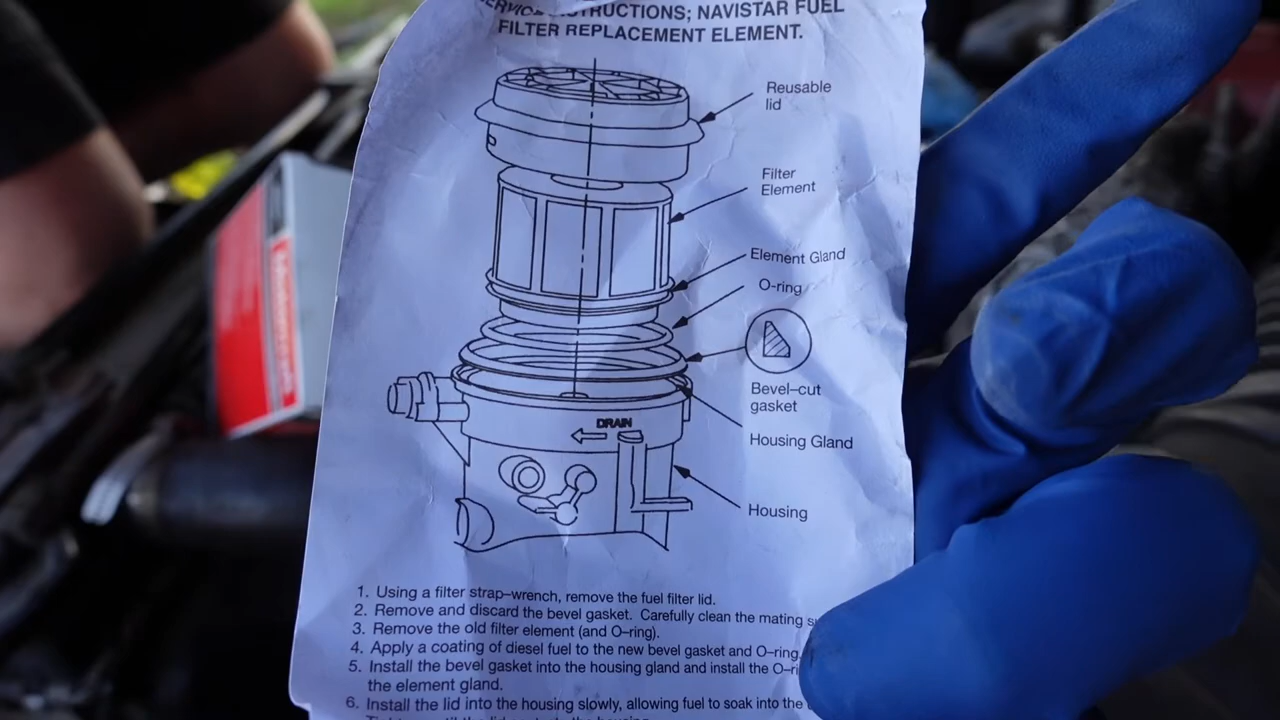 INSTRUCTIONS; NAVISTAR FUEL
FILTER REPLACEMENT ELEMENT.
Reusable
lid
Filter
Element
Element Gland
O-ring
Bevel-cut
gasket
DRAIN
Housing Gland
Housing
1. Using a filter strap-wrench, remove the fuel filter lid.
2. Remove and discard the bevel gasket. Carefully clean the mating
3. Remove the old filter element (and O-ring).
4. Apply a coating of diesel fuel to the new bevel gasket and O-ring
5. Install the bevel gasket into the housing gland and install the
the element gland.
6. Install the lid into the housing slowly, allowing fuel to soak into the